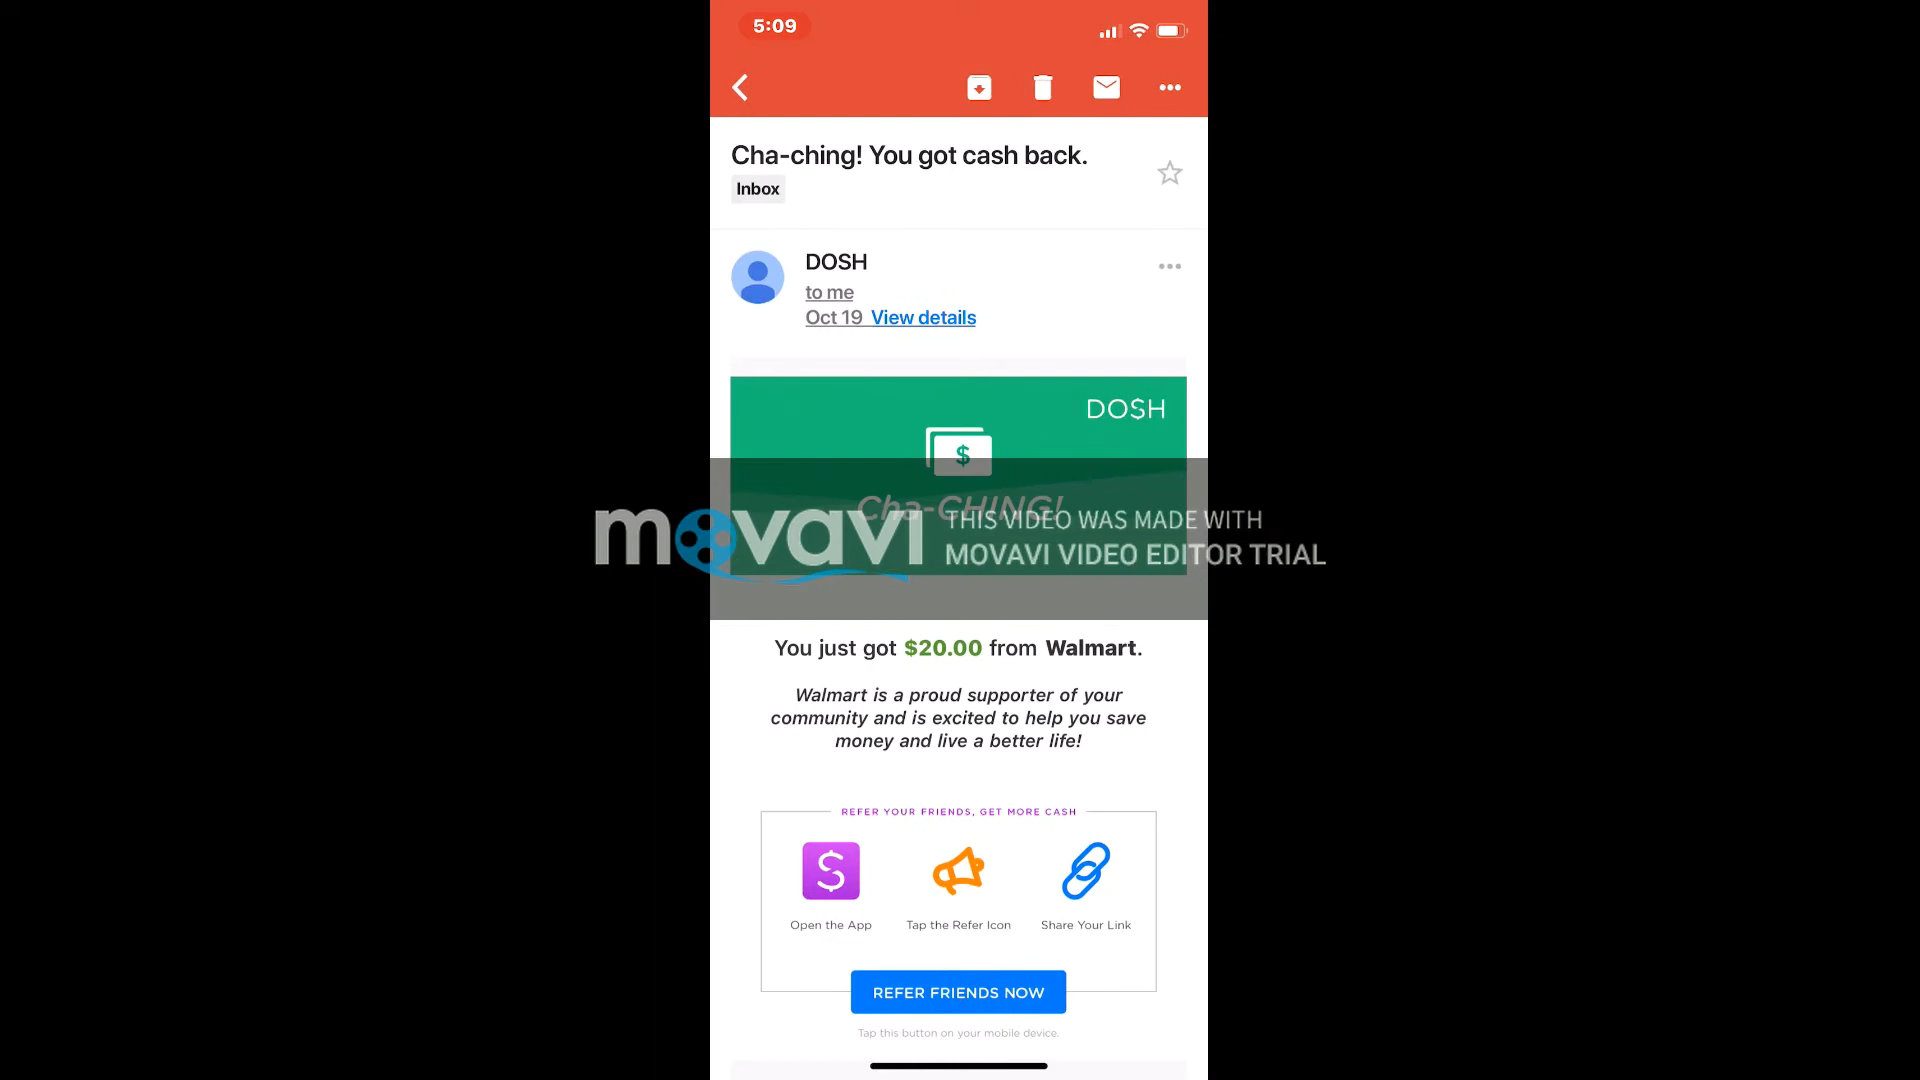 5:09
Cha-ching! You got cash back.
Inbox
DOSH
to me
Oct 19 View details
DOSH
$
Cha-CHING!
movavi
THIS VIDEO WAS MADE WITH
MOVAVI VIDEO EDITOR TRIAL
You just got $20.00 from Walmart.
Walmart is a proud supporter of your
community and is excited to help you save
money and live a better life!
REFER YOUR FRIENDS, GET MORE CASH
Open the App
Tap the Refer Icon
Share Your Link
REFER FRIENDS NOW
Tap this button on your mobile device.